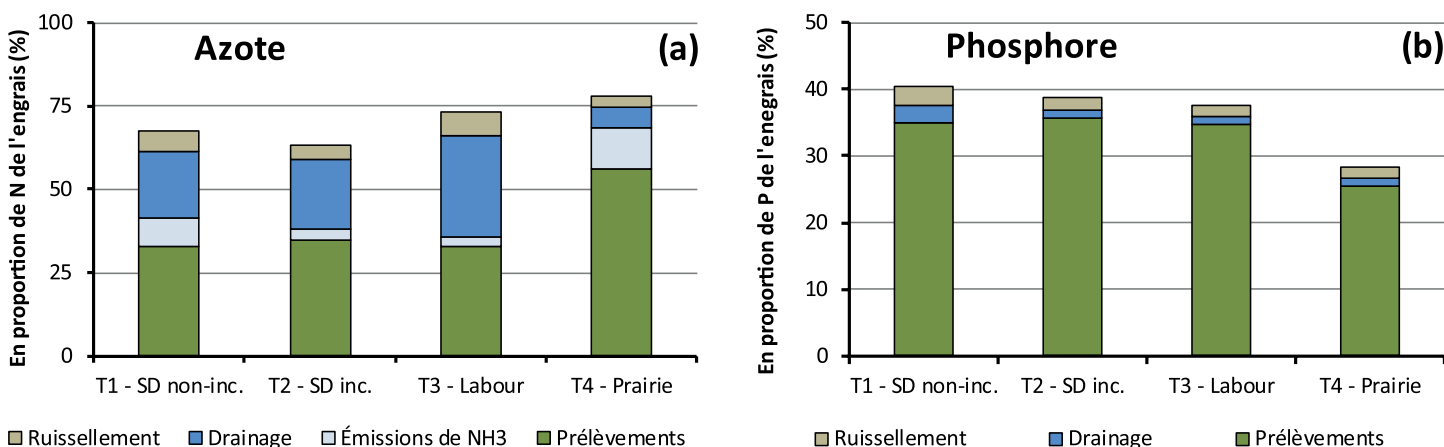 Azote
(a)
En proportion de N de l'engrais (%)
100
75
50
25
0
T1 - SD non-inc.
T2 - SD inc.
T3 - Labour
T4 - Prairie
Ruissellement
Drainage
Émissions de NH3
Prélèvements
Phosphore
(b)
En proportion de P de l'enegrais (%)
50
40
30
20
10
0
T1 - SD non-inc.
T2 - SD inc.
T3 - Labour
T4 - Prairie
Ruissellement
Drainage
Prélèvements